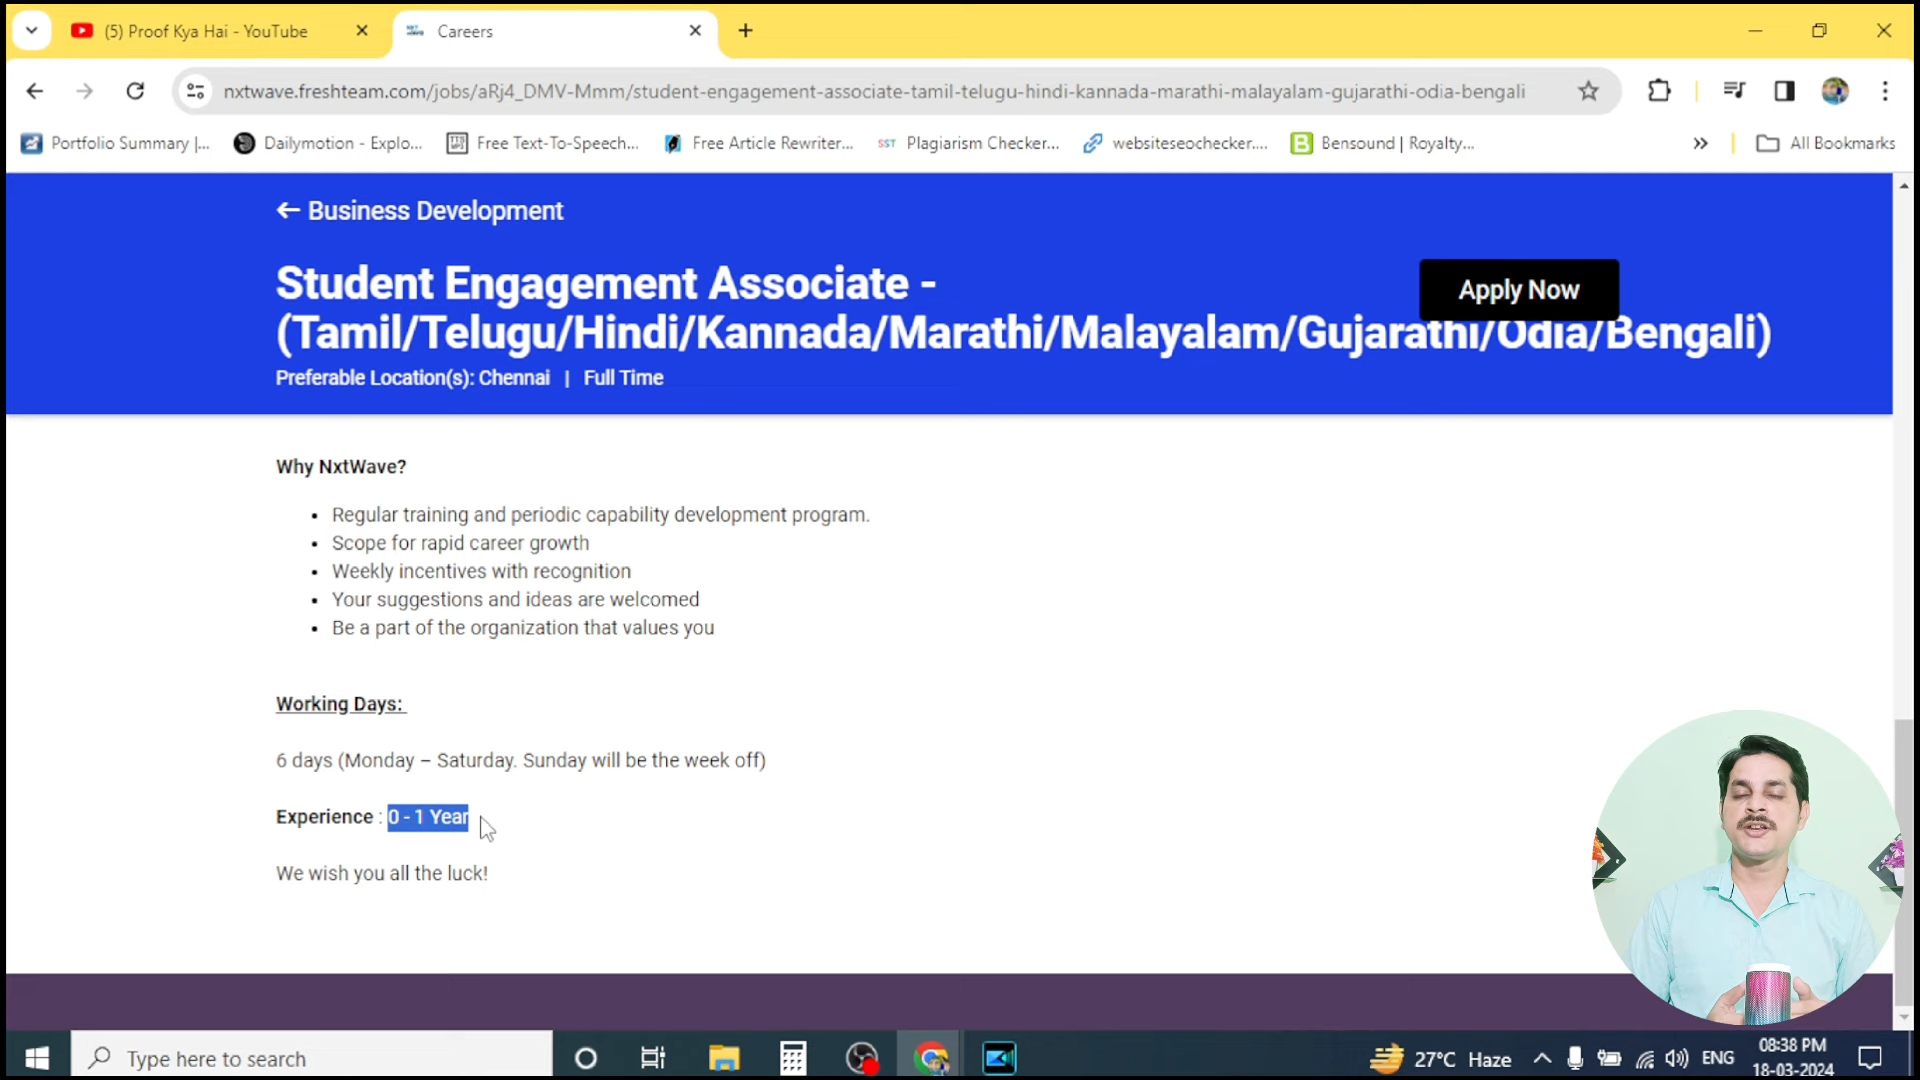 (5) Proof Kya Hai - YouTube
Careers
nxtwave.freshteam.com/jobs/aRj4_DMV-Mmm/student-engagement-associate-tamil-telugu-hindi-kannada-marathi-malayalam-gujarathi-odia-bengali
Portfolio Summary |...
Dailymotion - Explo...
Free Text-To-Speech...
Free Article Rewriter...
SST Plagiarism Checker...
websiteseochecker....
B Bensound | Royalty...
All Bookmarks
← Business Development
Student Engagement Associate -
(Tamil/Telugu/Hindi/Kannada/Marathi/Malayalam/Gujarathi/Odia/Bengali)
Apply Now
Preferable Location(s): Chennai | Full Time
Why NxtWave?
• Regular training and periodic capability development program.
• Scope for rapid career growth
• Weekly incentives with recognition
• Your suggestions and ideas are welcomed
• Be a part of the organization that values you
Working Days:
6 days (Monday – Saturday. Sunday will be the week off)
Experience : 0 - 1 Year
We wish you all the luck!
Type here to search
27°C Haze
ENG
08:38 PM
18-03-2024